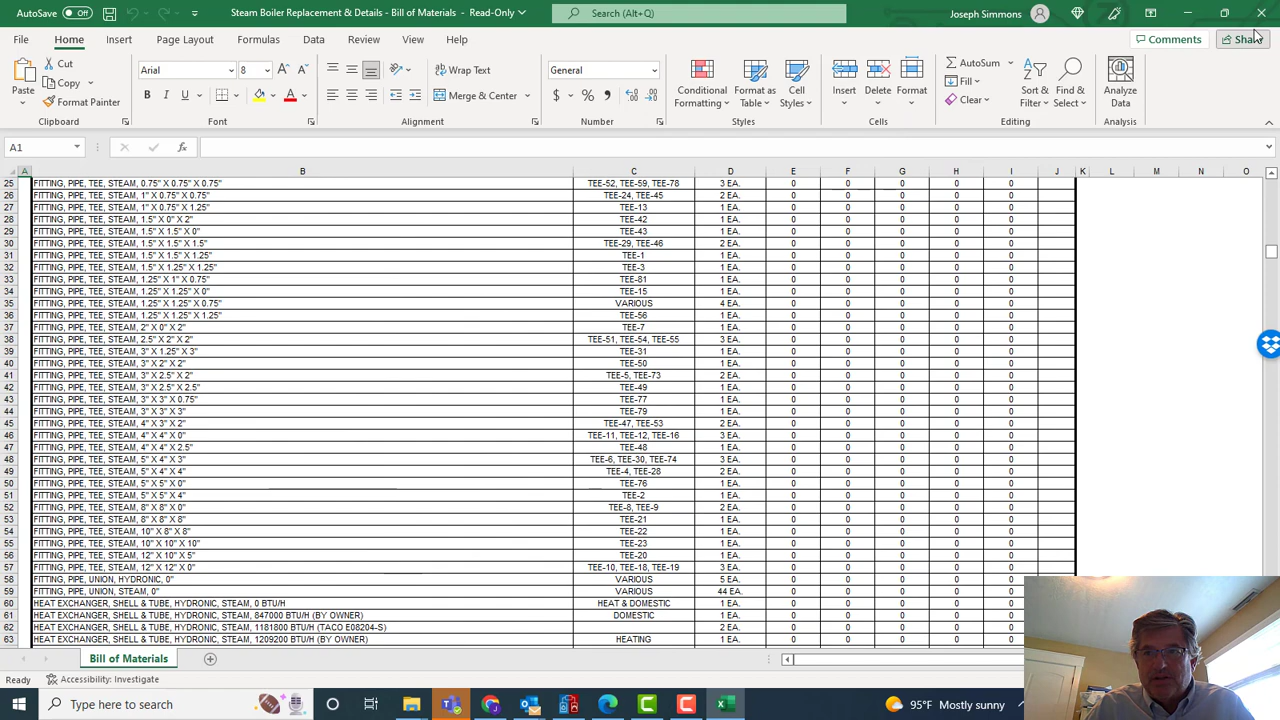 AutoSave Off Steam Boiler Replacement & Details - Bill of Materials - Read-Only Search (Alt+Q) Joseph Simmons
File Home Insert Page Layout Formulas Data Review View Help Comments Share
Paste Cut Copy Format Painter Arial 8 Wrap Text Merge & Center General Conditional Formatting Format as Table Cell Styles Insert Delete Format AutoSum Fill Clear Sort & Filter Find & Select Analyze Data
Clipboard Font Alignment Number Styles Cells Editing Analysis
A1 fx
A B C D E F G H I J K L M N O
25 FITTING, PIPE, TEE, STEAM, 0.75" X 0.75" X 0.75" TEE-52, TEE-59, TEE-78 3 EA. 0 0 0 0 0
26 FITTING, PIPE, TEE, STEAM, 1" X 0.75" X 0.75" TEE-24, TEE-45 2 EA. 0 0 0 0 0
27 FITTING, PIPE, TEE, STEAM, 1" X 0.75" X 1.25" TEE-13 1 EA. 0 0 0 0 0
28 FITTING, PIPE, TEE, STEAM, 1.5" X 0" X 2" TEE-42 1 EA. 0 0 0 0 0
29 FITTING, PIPE, TEE, STEAM, 1.5" X 1.5" X 0" TEE-43 1 EA. 0 0 0 0 0
30 FITTING, PIPE, TEE, STEAM, 1.5" X 1.5" X 1.5" TEE-29, TEE-46 2 EA. 0 0 0 0 0
31 FITTING, PIPE, TEE, STEAM, 1.5" X 1.5" X 1.25" TEE-1 1 EA. 0 0 0 0 0
32 FITTING, PIPE, TEE, STEAM, 1.5" X 1.25" X 1.25" TEE-3 1 EA. 0 0 0 0 0
33 FITTING, PIPE, TEE, STEAM, 1.25" X 1" X 0.75" TEE-81 1 EA. 0 0 0 0 0
34 FITTING, PIPE, TEE, STEAM, 1.25" X 1.25" X 0" TEE-15 1 EA. 0 0 0 0 0
35 FITTING, PIPE, TEE, STEAM, 1.25" X 1.25" X 0.75" VARIOUS 4 EA. 0 0 0 0 0
36 FITTING, PIPE, TEE, STEAM, 1.25" X 1.25" X 1.25" TEE-56 1 EA. 0 0 0 0 0
37 FITTING, PIPE, TEE, STEAM, 2" X 0" X 2" TEE-7 1 EA. 0 0 0 0 0
38 FITTING, PIPE, TEE, STEAM, 2.5" X 2" X 2" TEE-51, TEE-54, TEE-55 3 EA. 0 0 0 0 0
39 FITTING, PIPE, TEE, STEAM, 3" X 1.25" X 3" TEE-31 1 EA. 0 0 0 0 0
40 FITTING, PIPE, TEE, STEAM, 3" X 2" X 2" TEE-50 1 EA. 0 0 0 0 0
41 FITTING, PIPE, TEE, STEAM, 3" X 2.5" X 2" TEE-5, TEE-73 2 EA. 0 0 0 0 0
42 FITTING, PIPE, TEE, STEAM, 3" X 2.5" X 2.5" TEE-49 1 EA. 0 0 0 0 0
43 FITTING, PIPE, TEE, STEAM, 3" X 3" X 0.75" TEE-77 1 EA. 0 0 0 0 0
44 FITTING, PIPE, TEE, STEAM, 3" X 3" X 3" TEE-79 1 EA. 0 0 0 0 0
45 FITTING, PIPE, TEE, STEAM, 4" X 3" X 2" TEE-47, TEE-53 2 EA. 0 0 0 0 0
46 FITTING, PIPE, TEE, STEAM, 4" X 4" X 0" TEE-11, TEE-12, TEE-16 3 EA. 0 0 0 0 0
47 FITTING, PIPE, TEE, STEAM, 4" X 4" X 2.5" TEE-48 1 EA. 0 0 0 0 0
48 FITTING, PIPE, TEE, STEAM, 5" X 4" X 3" TEE-6, TEE-30, TEE-74 3 EA. 0 0 0 0 0
49 FITTING, PIPE, TEE, STEAM, 5" X 4" X 4" TEE-4, TEE-28 2 EA. 0 0 0 0 0
50 FITTING, PIPE, TEE, STEAM, 5" X 5" X 0" TEE-76 1 EA. 0 0 0 0 0
51 FITTING, PIPE, TEE, STEAM, 5" X 5" X 4" TEE-2 1 EA. 0 0 0 0 0
52 FITTING, PIPE, TEE, STEAM, 8" X 8" X 0" TEE-8, TEE-9 2 EA. 0 0 0 0 0
53 FITTING, PIPE, TEE, STEAM, 8" X 8" X 8" TEE-21 1 EA. 0 0 0 0 0
54 FITTING, PIPE, TEE, STEAM, 10" X 8" X 8" TEE-22 1 EA. 0 0 0 0 0
55 FITTING, PIPE, TEE, STEAM, 10" X 10" X 10" TEE-23 1 EA. 0 0 0 0 0
56 FITTING, PIPE, TEE, STEAM, 12" X 10" X 5" TEE-20 1 EA. 0 0 0 0 0
57 FITTING, PIPE, TEE, STEAM, 12" X 12" X 0" TEE-10, TEE-18, TEE-19 3 EA. 0 0 0 0 0
58 FITTING, PIPE, UNION, HYDRONIC, 0" VARIOUS 5 EA. 0 0 0 0 0
59 FITTING, PIPE, UNION, STEAM, 0" VARIOUS 44 EA. 0 0 0 0 0
60 HEAT EXCHANGER, SHELL & TUBE, HYDRONIC, STEAM, 0 BTU/H HEAT & DOMESTIC 1 EA. 0 0 0 0 0
61 HEAT EXCHANGER, SHELL & TUBE, HYDRONIC, STEAM, 847000 BTU/H (BY OWNER) DOMESTIC 1 EA. 0 0 0 0 0
62 HEAT EXCHANGER, SHELL & TUBE, HYDRONIC, STEAM, 1181800 BTU/H (TACO E08204-S) 2 EA. 0 0 0 0 0
63 HEAT EXCHANGER, SHELL & TUBE, HYDRONIC, STEAM, 1209200 BTU/H (BY OWNER) HEATING 1 EA. 0 0 0 0 0
Bill of Materials
Ready Accessibility: Investigate
Type here to search 95°F Mostly sunny